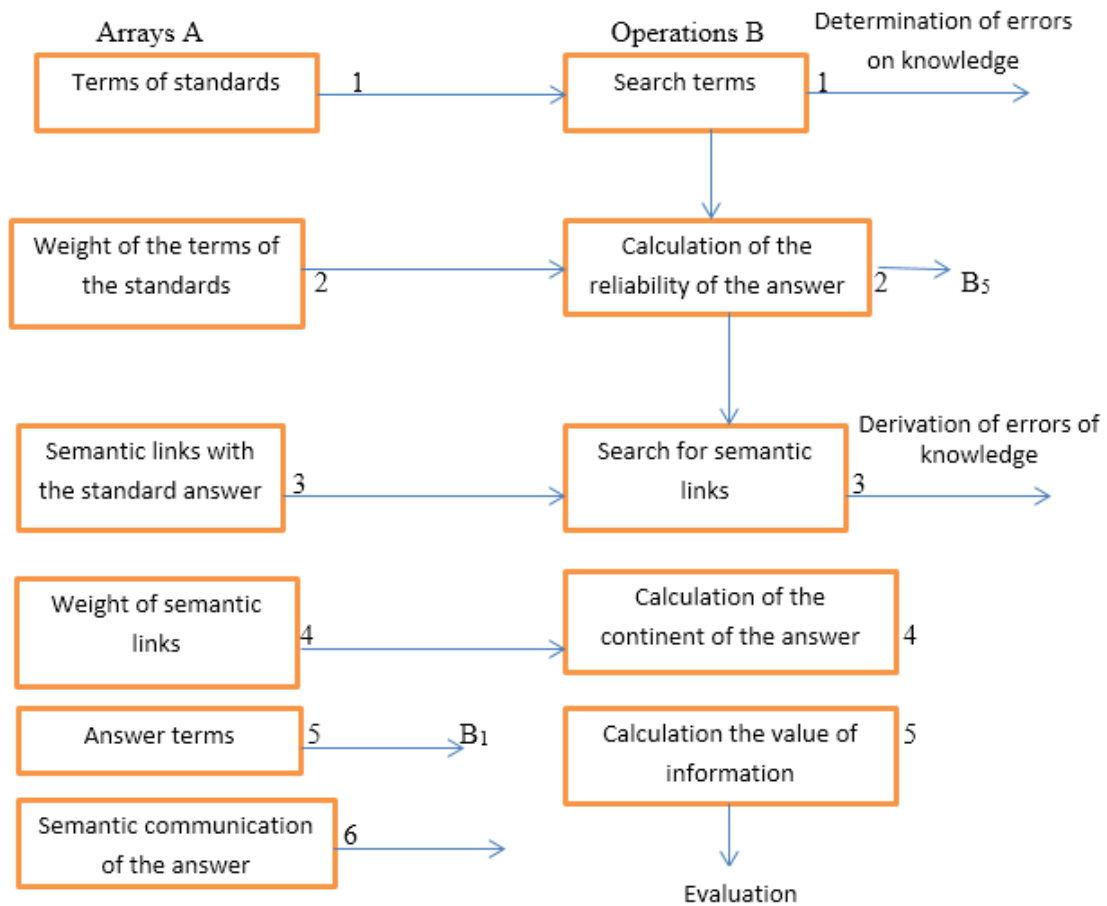 Arrays A
Operations B
Determination of errors
on knowledge
Terms of standards
1
Search terms
1
Weight of the terms of
the standards
2
Calculation of the
reliability of the answer
2
B₅
Semantic links with
the standard answer
3
Search for semantic
links
3
Derivation of errors of
knowledge
Weight of semantic
links
4
Calculation of the
continent of the answer
4
Answer terms
5
B₁
Calculation the value of
information
5
Semantic communication
of the answer
6
Evaluation